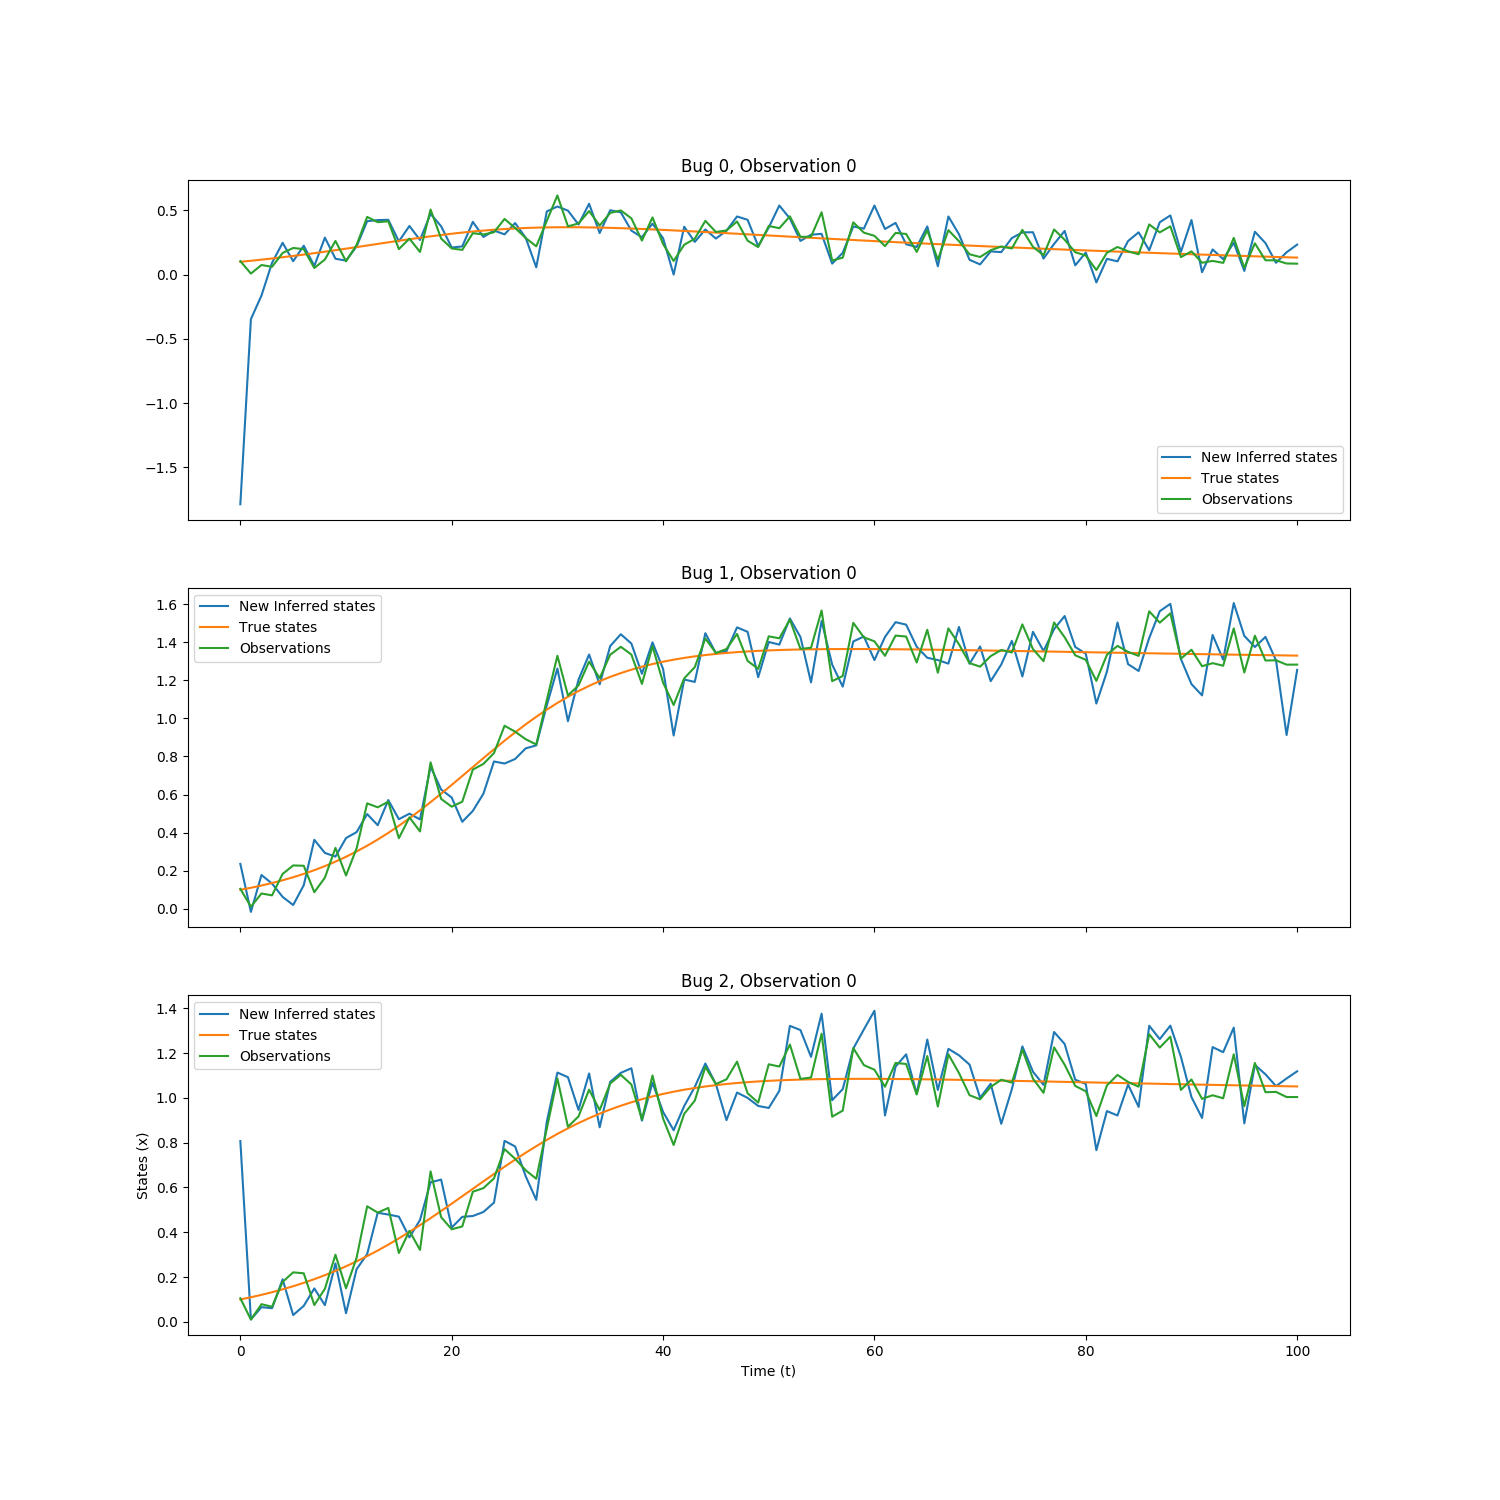 Bug 0, Observation 0
0.5
0.0
−0.5
−1.0
−1.5
New Inferred states
True states
Observations
Bug 1, Observation 0
1.6
1.4
1.2
1.0
0.8
0.6
0.4
0.2
0.0
New Inferred states
True states
Observations
Bug 2, Observation 0
1.4
1.2
1.0
0.8
0.6
0.4
0.2
0.0
New Inferred states
True states
Observations
States (x)
0 20 40 60 80 100
Time (t)